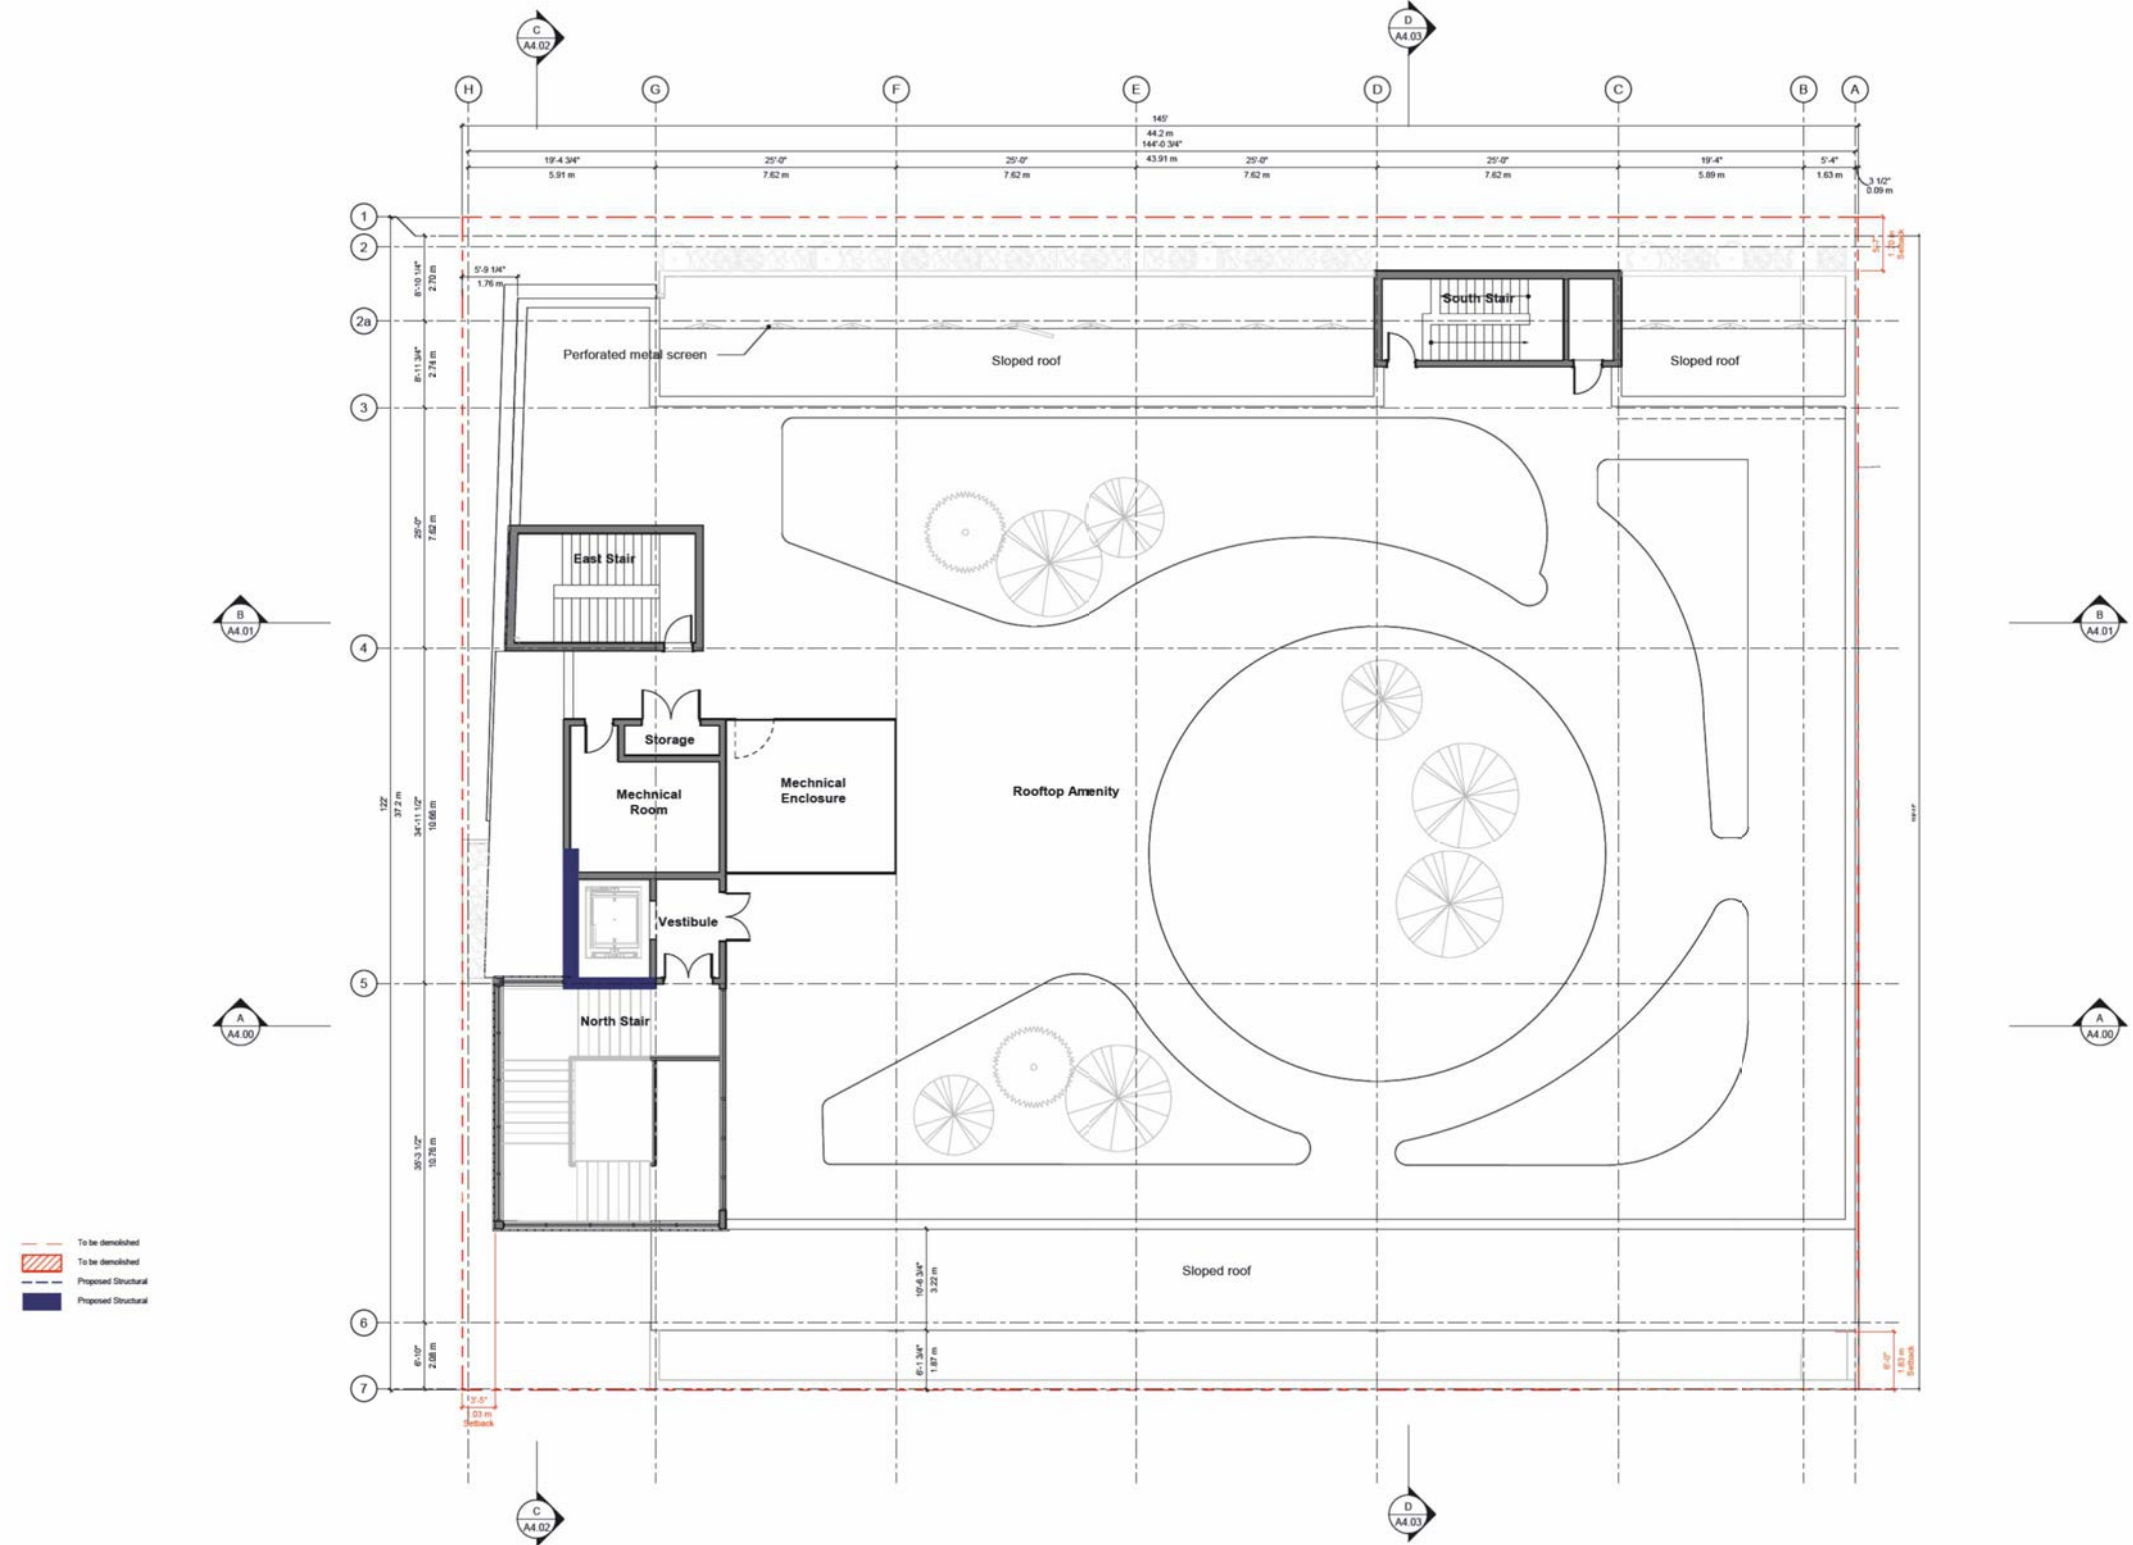 C
A4.02
D
A4.03
H
G
F
E
D
C
B
A
145'
44.2 m
144'-0 3/4"
43.91 m
19'-4 3/4"
25'-0"
25'-0"
25'-0"
25'-0"
19'-4"
5'-4"
5.91 m
7.62 m
7.62 m
7.62 m
7.62 m
5.89 m
1.63 m
3 1/2"
0.09 m
1
2
2a
3
4
5
6
7
Setback
5'-9 1/4"
1.76 m
8'-10 1/4"
2.70 m
8'-11 3/4"
2.74 m
25'-0"
7.62 m
34'-11 1/2"
10.66 m
122'
37.2 m
35'-3 1/2"
10.76 m
6'-10"
2.08 m
South Stair
Perforated metal screen
Sloped roof
Sloped roof
East Stair
B
A4.01
B
A4.01
Storage
Mechnical
Room
Mechnical
Enclosure
Rooftop Amenity
Vestibule
North Stair
A
A4.00
A
A4.00
To be demolished
To be demolished
Proposed Structural
Proposed Structural
10'-6 3/4"
3.22 m
Sloped roof
6'-1 3/4"
1.87 m
6'-0"
1.83 m
Setback
3'-5"
03 m
Setback
C
A4.02
D
A4.03